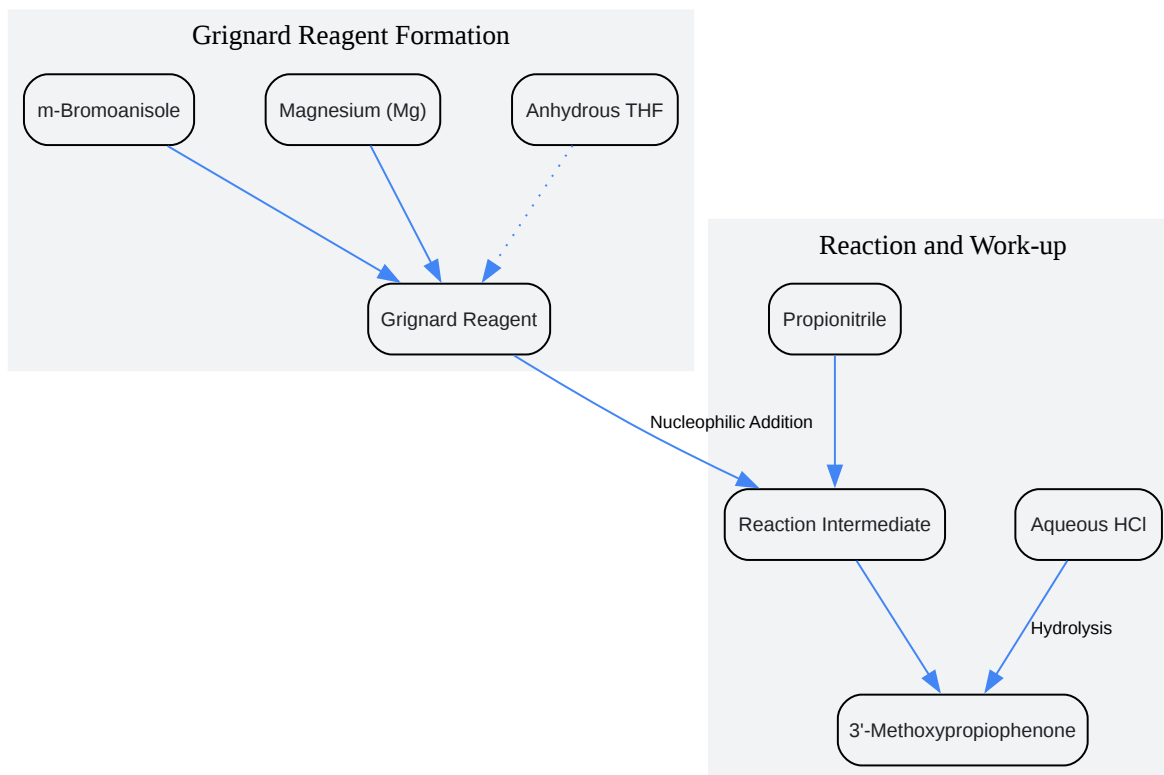 Grignard Reagent Formation
m-Bromoanisole
Magnesium (Mg)
Anhydrous THF
Grignard Reagent
Reaction and Work-up
Propionitrile
Nucleophilic Addition
Reaction Intermediate
Aqueous HCl
Hydrolysis
3'-Methoxypropiophenone